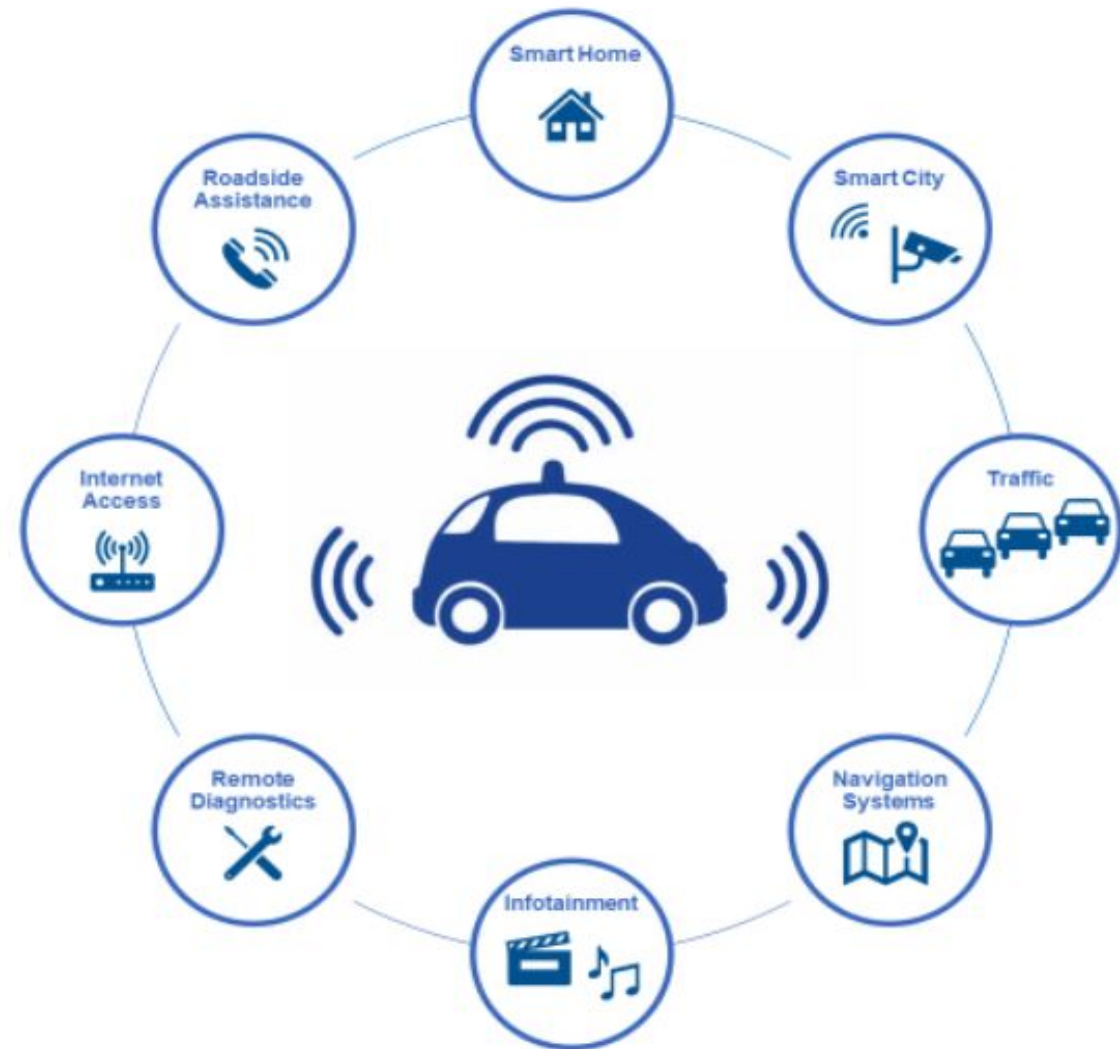 Smart Home
Smart City
Traffic
Navigation
Systems
Infotainment
Remote
Diagnostics
Internet
Access
Roadside
Assistance